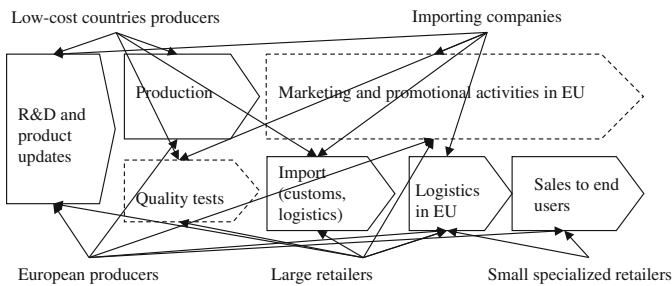 Low-cost countries producers
Importing companies
Production
Marketing and promotional activities in EU
R&D and
product
updates
Quality tests
Import
(customs,
logistics)
Logistics
in EU
Sales to end
users
European producers
Large retailers
Small specialized retailers